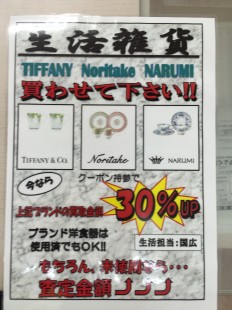 生活雑貨
TIFFANY Noritake NARUMI
買わせて下さい!!
TIFFANY & CO.
Noritake
NARUMI
今なら
クーポン持参で
上記ブランドの買取金額
30%UP
ブランド洋食器は
使用済でもOK!!
生活担当:国広
もちろん、未使用なら・・・
査定金額